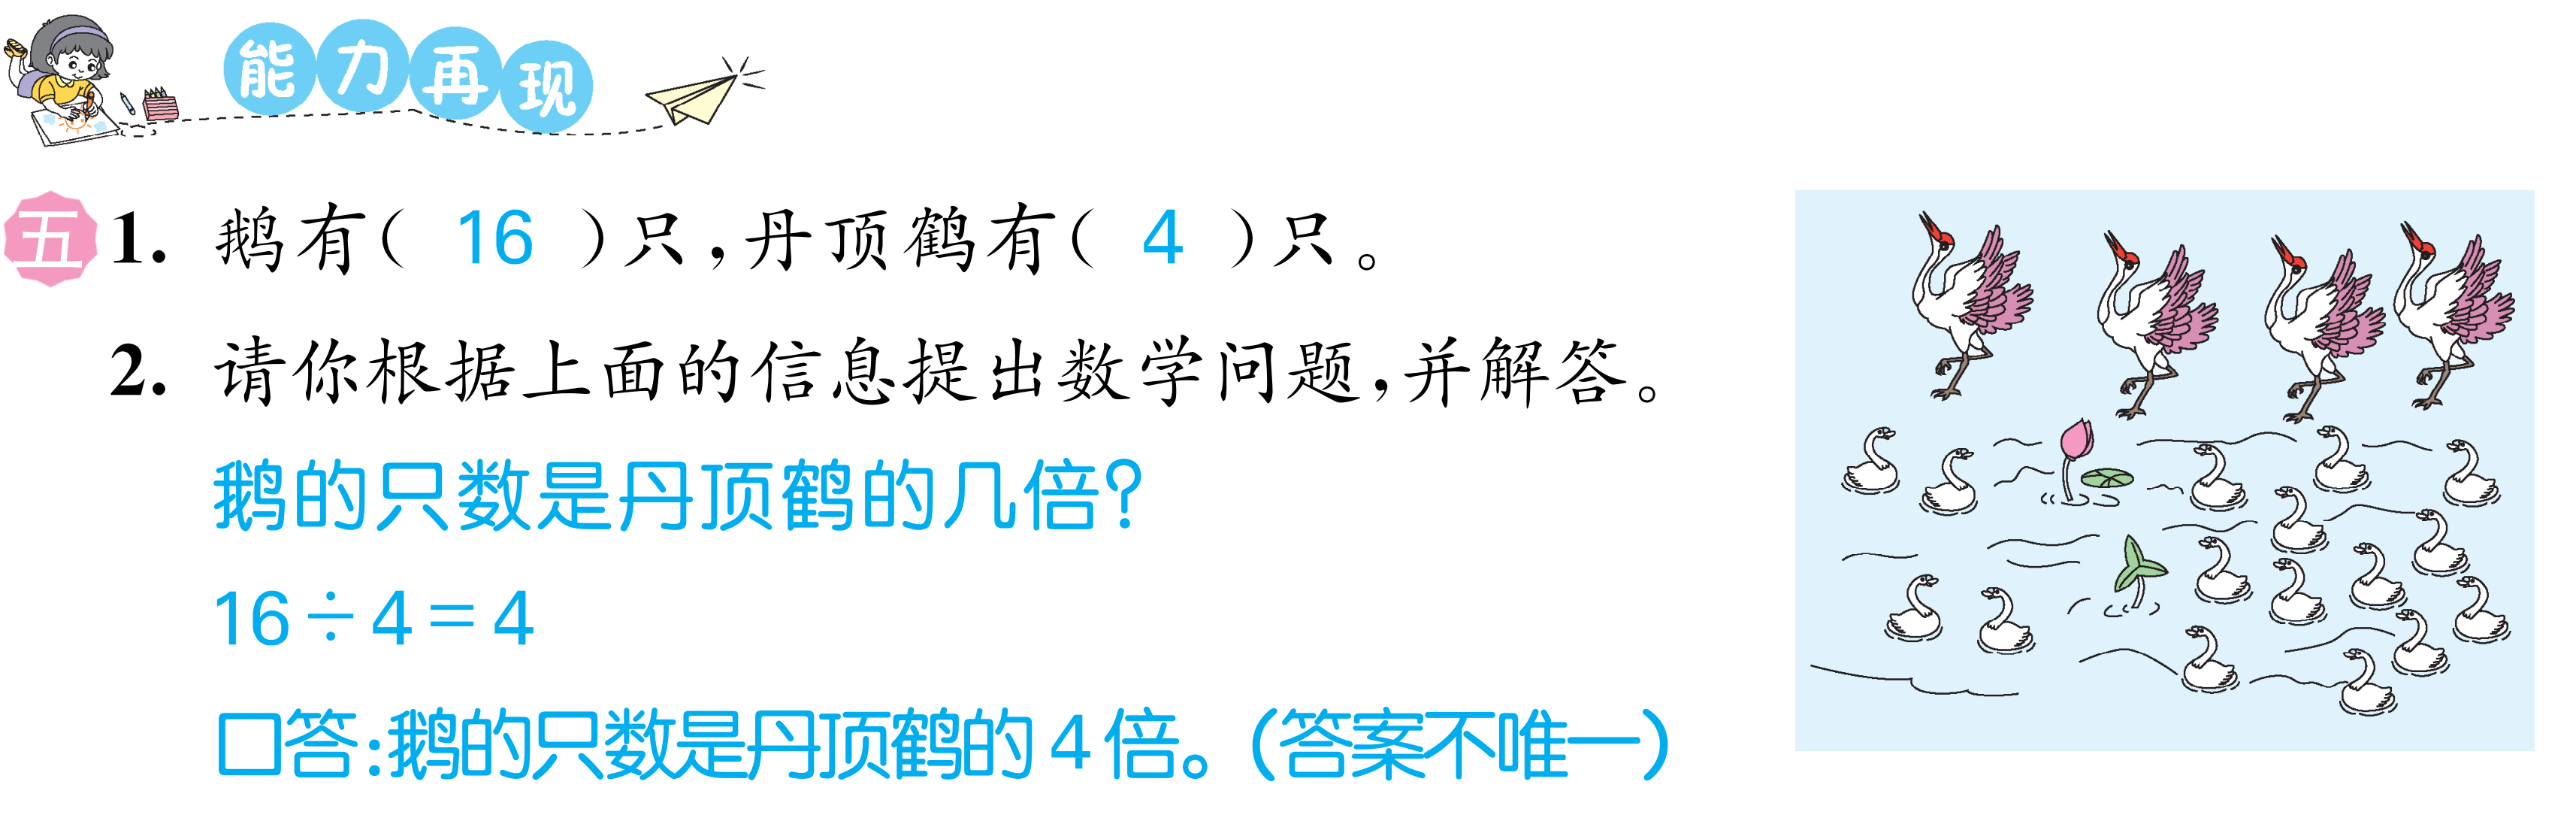 能力再现
五 1. 鹅有( 16 )只,丹顶鹤有( 4 )只。
2. 请你根据上面的信息提出数学问题,并解答。
鹅的只数是丹顶鹤的几倍?
16÷4=4
口答:鹅的只数是丹顶鹤的4倍。(答案不唯一)